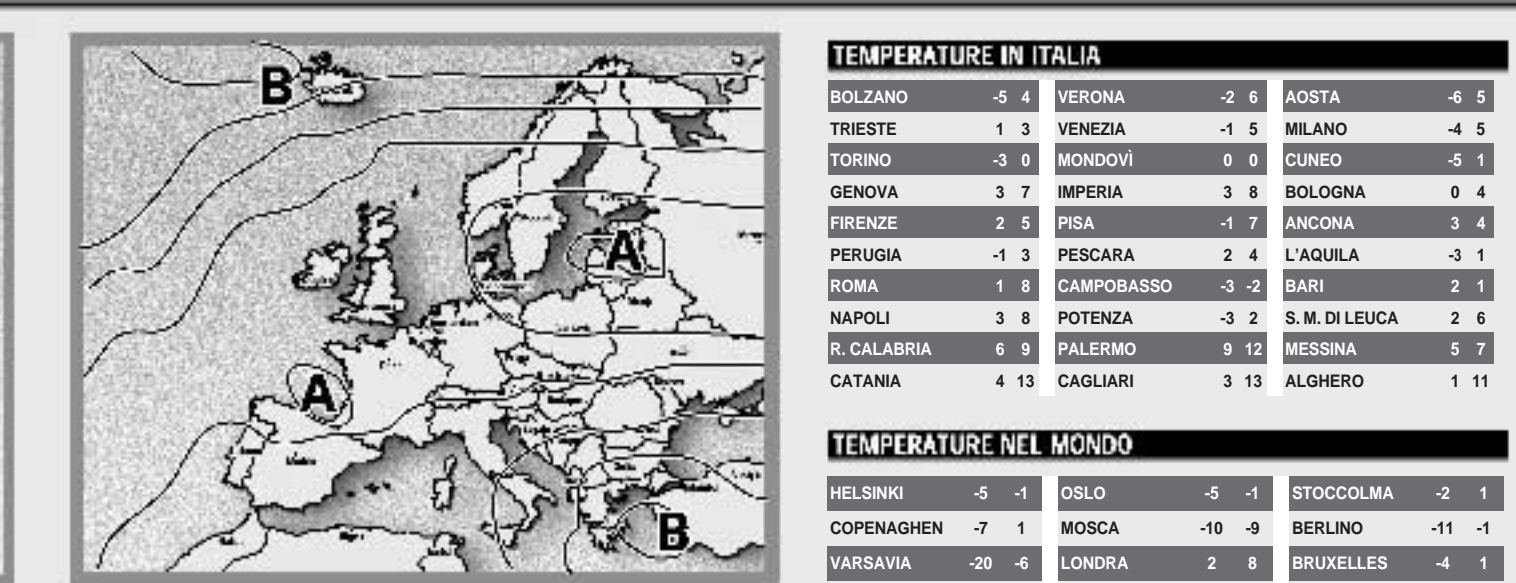 B
A
A
B
TEMPERATURE IN ITALIA
BOLZANO -5 4 VERONA -2 6 AOSTA -6 5
TRIESTE 1 3 VENEZIA -1 5 MILANO -4 5
TORINO -3 0 MONDOVÌ 0 0 CUNEO -5 1
GENOVA 3 7 IMPERIA 3 8 BOLOGNA 0 4
FIRENZE 2 5 PISA -1 7 ANCONA 3 4
PERUGIA -1 3 PESCARA 2 4 L'AQUILA -3 1
ROMA 1 8 CAMPOBASSO -3 -2 BARI 2 1
NAPOLI 3 8 POTENZA -3 2 S. M. DI LEUCA 2 6
R. CALABRIA 6 9 PALERMO 9 12 MESSINA 5 7
CATANIA 4 13 CAGLIARI 3 13 ALGHERO 1 11
TEMPERATURE NEL MONDO
HELSINKI -5 -1 OSLO -5 -1 STOCCOLMA -2 1
COPENAGHEN -7 1 MOSCA -10 -9 BERLINO -11 -1
VARSAVIA -20 -6 LONDRA 2 8 BRUXELLES -4 1